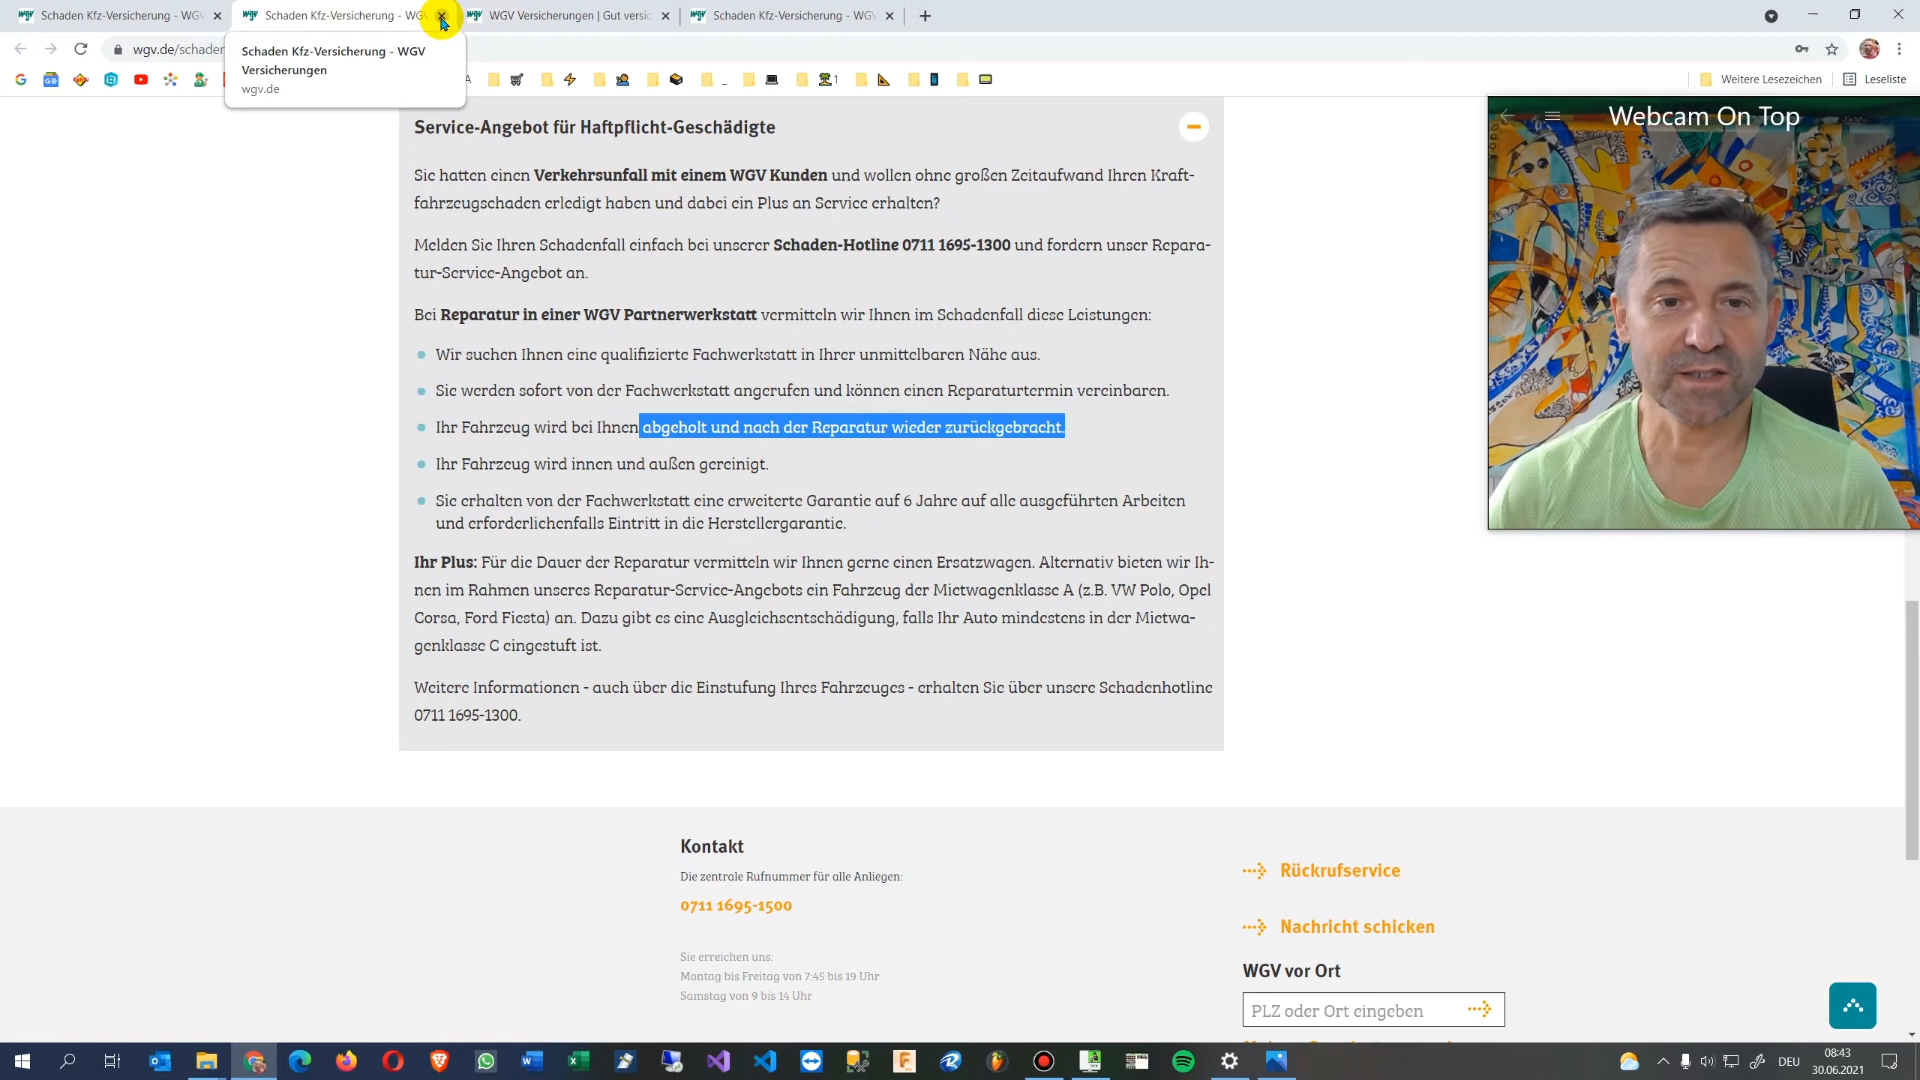 Schaden Kfz-Versicherung - WGV
Schaden Kfz-Versicherung - WGV
WGV Versicherungen | Gut versic
Schaden Kfz-Versicherung - WGV
wgv.de/schaden
Schaden Kfz-Versicherung - WGV
Versicherungen
wgv.de
1
Weitere Lesezeichen
Leseliste
Webcam On Top
Service-Angebot für Haftpflicht-Geschädigte
Sie hatten einen Verkehrsunfall mit einem WGV Kunden und wollen ohne großen Zeitaufwand Ihren Kraft-
fahrzeugschaden erledigt haben und dabei ein Plus an Service erhalten?
Melden Sie Ihren Schadenfall einfach bei unserer Schaden-Hotline 0711 1695-1300 und fordern unser Repara-
tur-Service-Angebot an.
Bei Reparatur in einer WGV Partnerwerkstatt vermitteln wir Ihnen im Schadenfall diese Leistungen:
Wir suchen Ihnen eine qualifizierte Fachwerkstatt in Ihrer unmittelbaren Nähe aus.
Sie werden sofort von der Fachwerkstatt angerufen und können einen Reparaturtermin vereinbaren.
Ihr Fahrzeug wird bei Ihnen abgeholt und nach der Reparatur wieder zurückgebracht.
Ihr Fahrzeug wird innen und außen gereinigt.
Sie erhalten von der Fachwerkstatt eine erweiterte Garantie auf 6 Jahre auf alle ausgeführten Arbeiten
und erforderlichenfalls Eintritt in die Herstellergarantie.
Ihr Plus: Für die Dauer der Reparatur vermitteln wir Ihnen gerne einen Ersatzwagen. Alternativ bieten wir Ih-
nen im Rahmen unseres Reparatur-Service-Angebots ein Fahrzeug der Mietwagenklasse A (z.B. VW Polo, Opel
Corsa, Ford Fiesta) an. Dazu gibt es eine Ausgleichsentschädigung, falls Ihr Auto mindestens in der Mietwa-
genklasse C eingestuft ist.
Weitere Informationen - auch über die Einstufung Ihres Fahrzeuges - erhalten Sie über unsere Schadenhotline
0711 1695-1300.
Kontakt
Die zentrale Rufnummer für alle Anliegen:
0711 1695-1500
Sie erreichen uns:
Montag bis Freitag von 7:45 bis 19 Uhr
Samstag von 9 bis 14 Uhr
Rückrufservice
Nachricht schicken
WGV vor Ort
PLZ oder Ort eingeben
DEU
08:43
30.06.2021